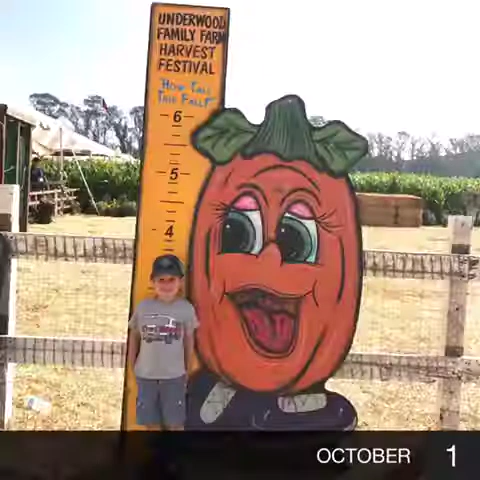 UNDERWOOD
FAMILY FARM
HARVEST
FESTIVAL
"HOW TALL
THIS FALL?"
6
5
4
OCTOBER 1